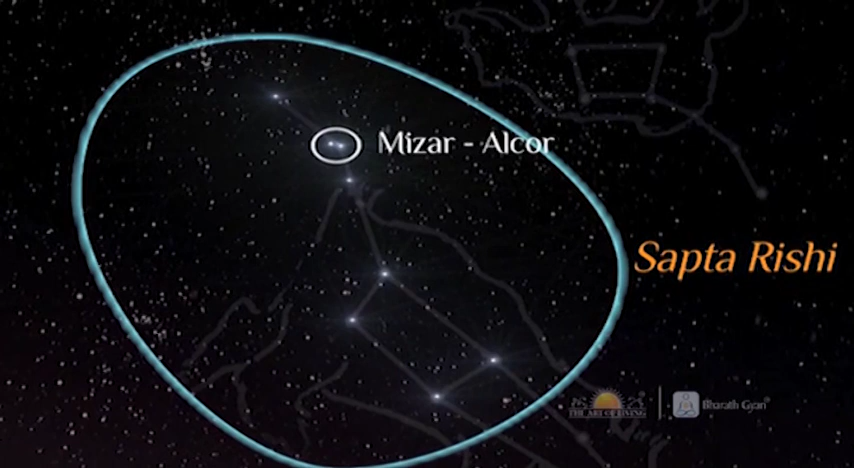 Mizar - Alcor
Sapta Rishi
THE ART OF LIVING
Bharath Gyan